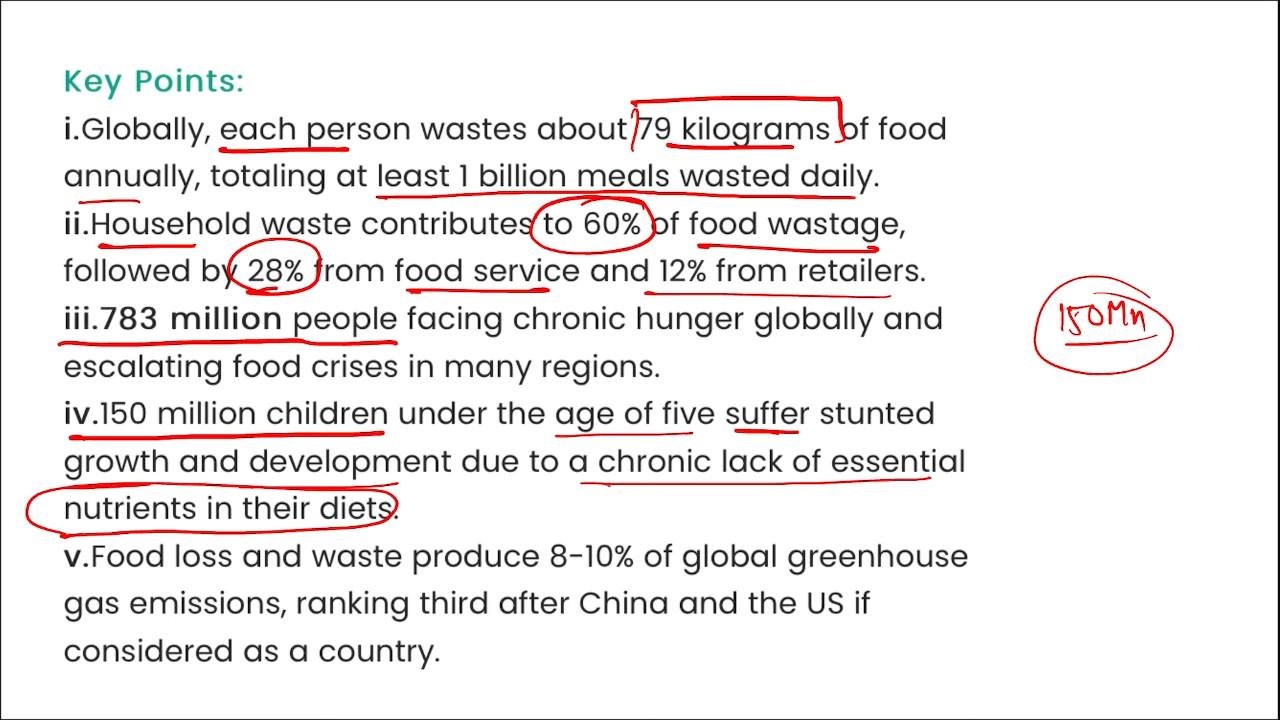 Key Points:
i.Globally, each person wastes about 79 kilograms of food
annually, totaling at least 1 billion meals wasted daily.
ii.Household waste contributes to 60% of food wastage,
followed by 28% from food service and 12% from retailers.
iii.783 million people facing chronic hunger globally and
escalating food crises in many regions.
150Mn
iv.150 million children under the age of five suffer stunted
growth and development due to a chronic lack of essential
nutrients in their diets.
v.Food loss and waste produce 8-10% of global greenhouse
gas emissions, ranking third after China and the US if
considered as a country.